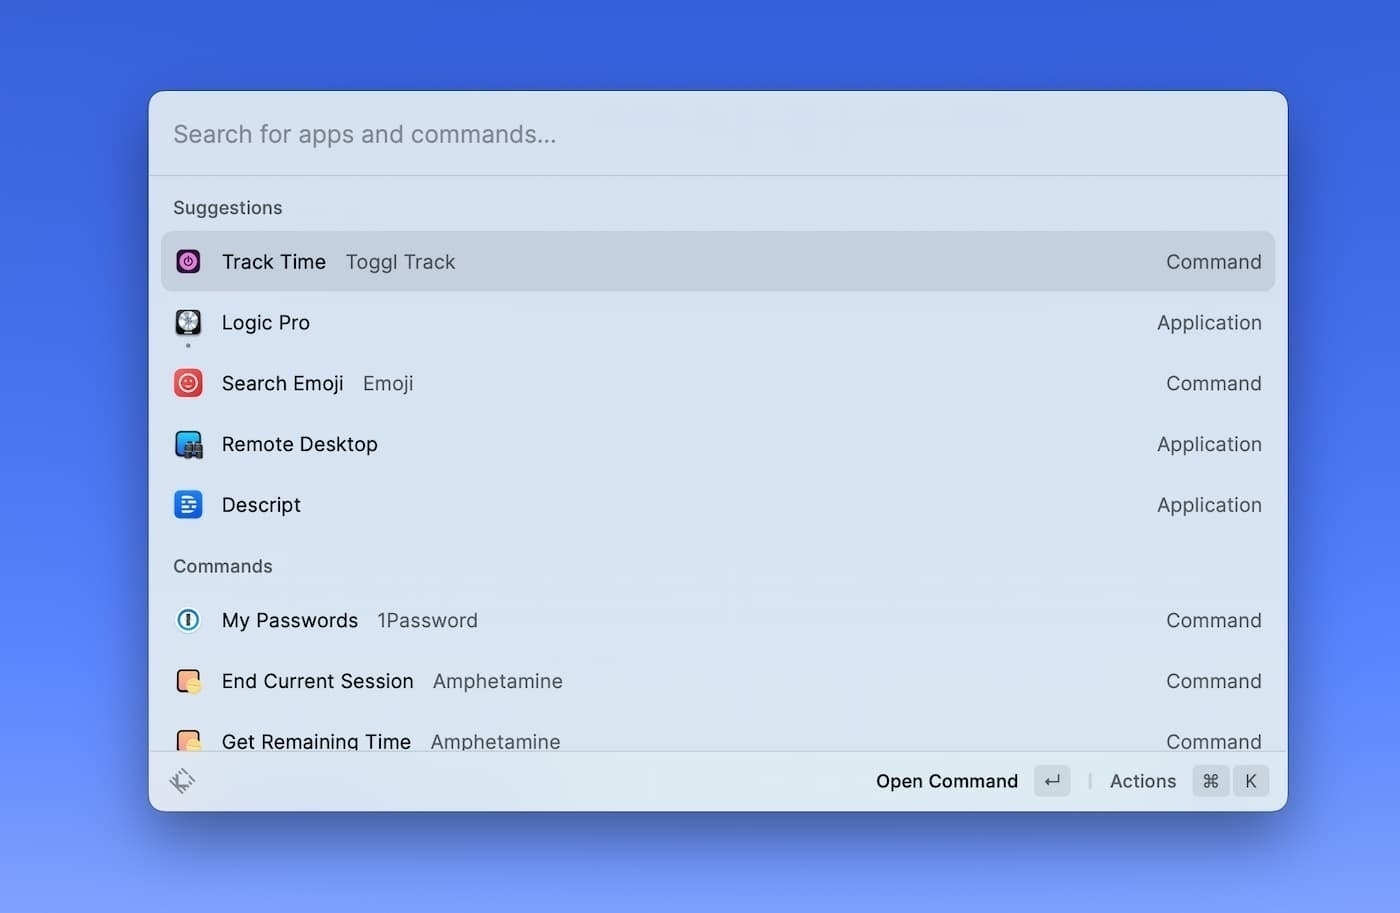 Search for apps and commands...
Suggestions
Track Time Toggl Track Command
Logic Pro Application
Search Emoji Emoji Command
Remote Desktop Application
Descript Application
Commands
My Passwords 1Password Command
End Current Session Amphetamine Command
Get Remaining Time Amphetamine Command
Open Command ↵ | Actions ⌘ K